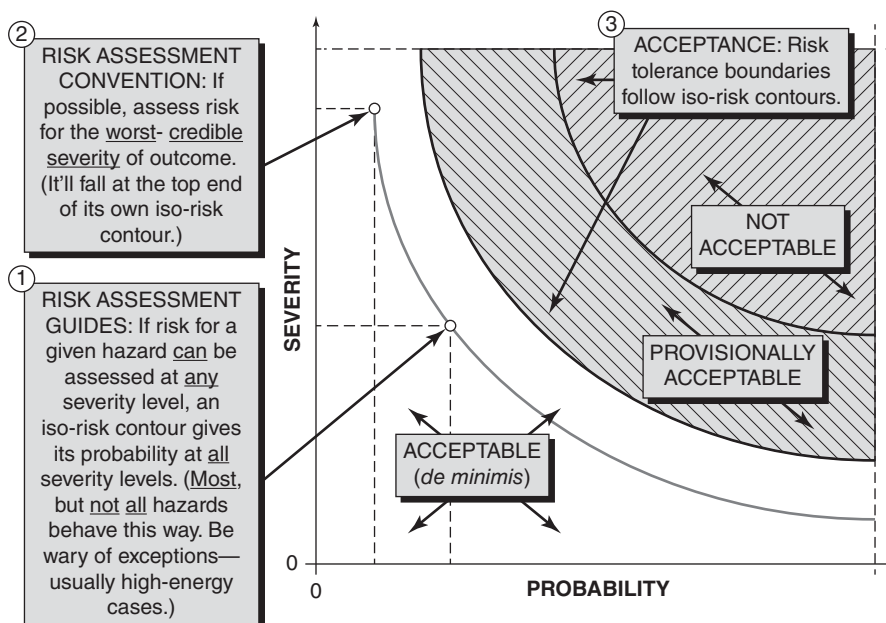 2
RISK ASSESSMENT
CONVENTION: If
possible, assess risk
for the worst- credible
severity of outcome.
(It'll fall at the top end
of its own iso-risk
contour.)
1
RISK ASSESSMENT
GUIDES: If risk for a
given hazard can be
assessed at any
severity level, an
iso-risk contour gives
its probability at all
severity levels. (Most,
but not all hazards
behave this way. Be
wary of exceptions—
usually high-energy
cases.)
3
ACCEPTANCE: Risk
tolerance boundaries
follow iso-risk contours.
NOT
ACCEPTABLE
PROVISIONALLY
ACCEPTABLE
ACCEPTABLE
(de minimis)
SEVERITY
0
0
PROBABILITY